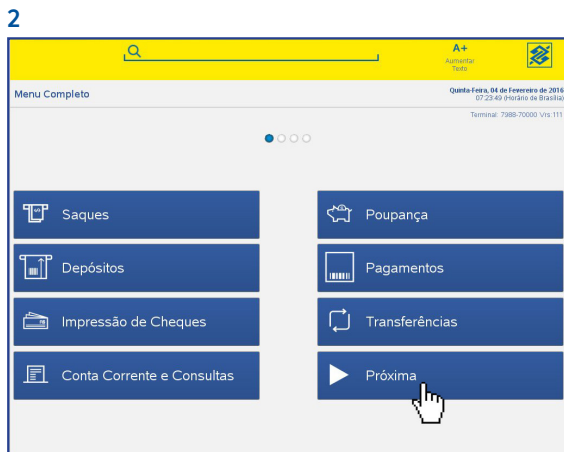 2
A+
Aumentar
Texto
Menu Completo
Quinta-Feira, 04 de Fevereiro de 2016
07:23:49 (Horário de Brasília)
Terminal: 7988-70000 Vrs:111
Saques
Poupança
Depósitos
Pagamentos
Impressão de Cheques
Transferências
Conta Corrente e Consultas
Próxima